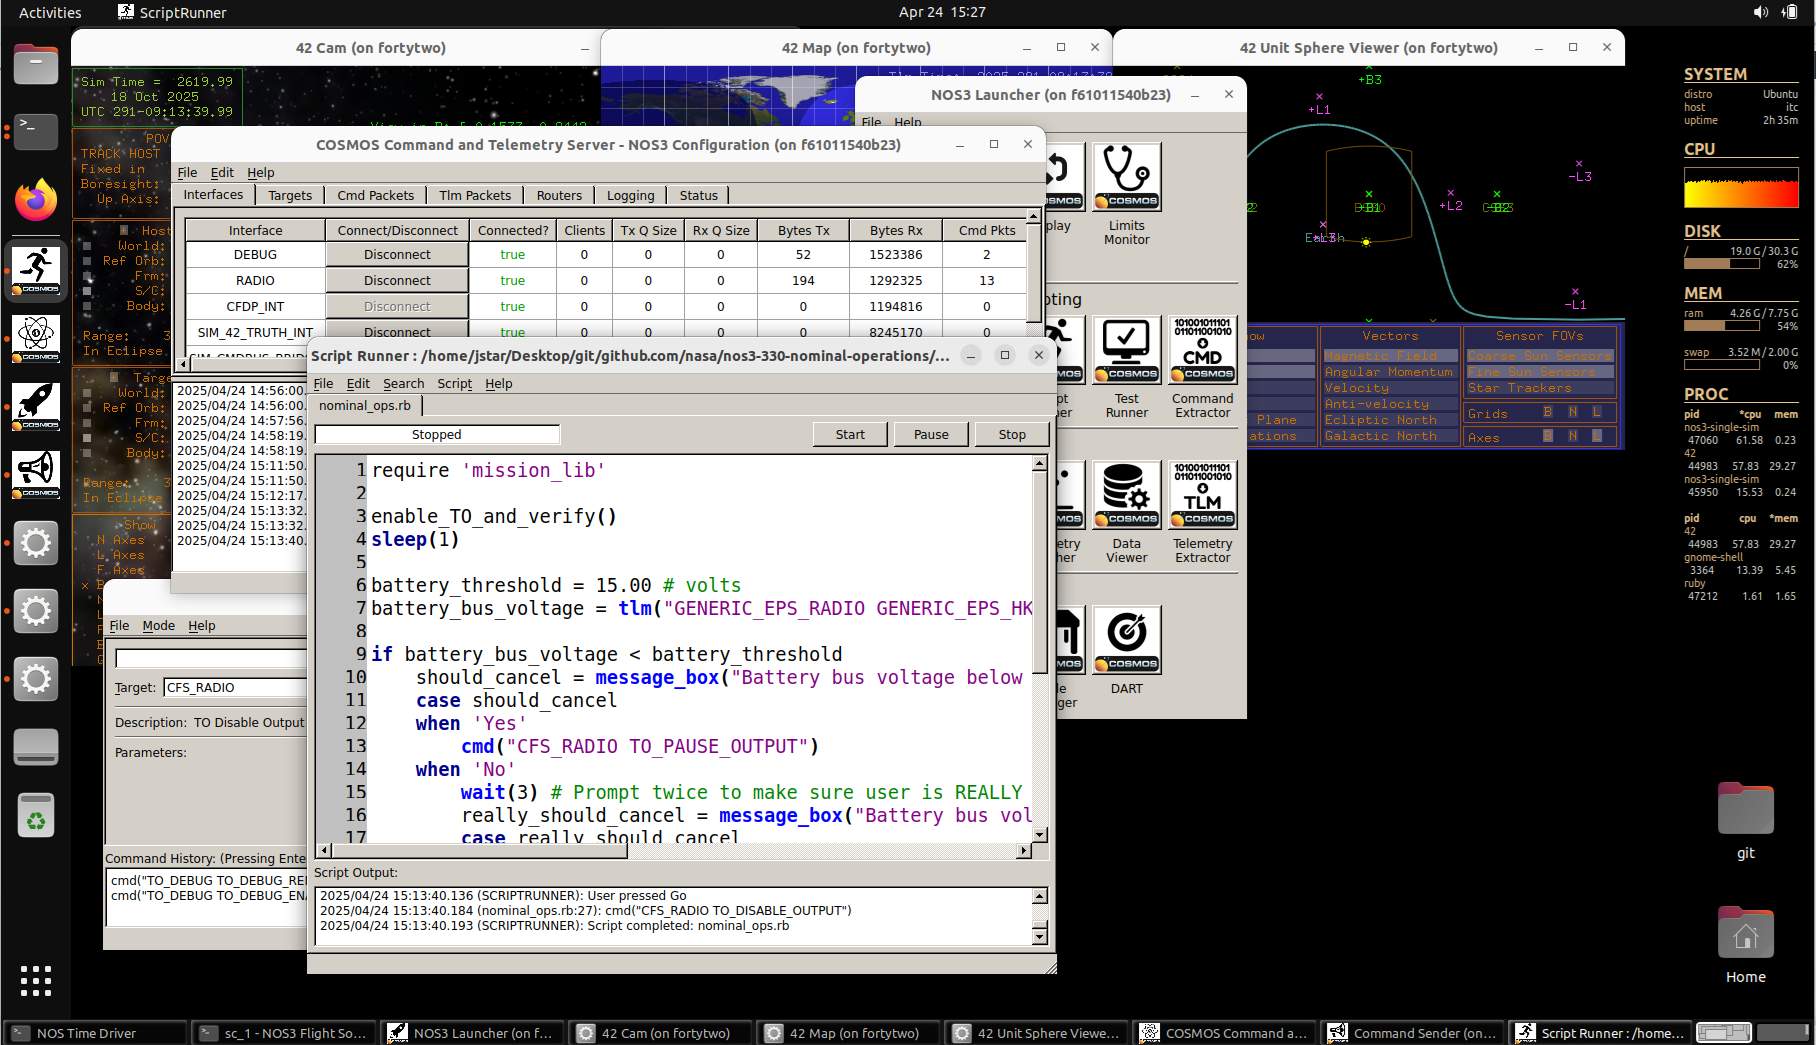 Activities
ScriptRunner
Apr 24  15:27
42 Cam (on fortytwo)
42 Map (on fortytwo)
42 Unit Sphere Viewer (on fortytwo)
Sim Time =  2619.99
18 Oct 2025
UTC 291-09:13:39.99
TRACK HOST
Fixed in
Boresight:
Up Axis:
Host
World:
Ref Orb:
Frm:
S/C:
Body:
Range:
In Eclipse
World:
Ref Orb:
Frm:
S/C:
Body:
Range:
In Eclipse
Show
N Axes
L Axes
F Axes
NOS3 Launcher (on f61011540b23)
File Help
play
Limits Monitor
Test Runner
Command Extractor
Data Viewer
Telemetry Extractor
DART
COSMOS
CMD
TLM
+B3
+L1
-L3
+L2
Earth
-L1
Vectors
Magnetic Field
Angular Momentum
Velocity
Anti-velocity
Ecliptic North
Galactic North
Plane
Sensor FOVs
Coarse Sun Sensors
Fine Sun Sensors
Star Trackers
Grids B N L
Axes B N L
COSMOS Command and Telemetry Server - NOS3 Configuration (on f61011540b23)
File Edit Help
Interfaces Targets Cmd Packets Tlm Packets Routers Logging Status
Interface Connect/Disconnect Connected? Clients Tx Q Size Rx Q Size Bytes Tx Bytes Rx Cmd Pkts
DEBUG Disconnect true 0 0 0 52 1523386 2
RADIO Disconnect true 0 0 0 194 1292325 13
CFDP_INT Disconnect true 0 0 0 0 1194816 0
SIM_42_TRUTH_INT Disconnect true 0 0 0 0 8245170 0
2025/04/24 14:56:00.
2025/04/24 14:56:00.
2025/04/24 14:57:56.
2025/04/24 14:58:19.
2025/04/24 14:58:19.
2025/04/24 15:11:50.
2025/04/24 15:11:50.
2025/04/24 15:12:17.
2025/04/24 15:13:32.
2025/04/24 15:13:32.
2025/04/24 15:13:40.
File Mode Help
Target: CFS_RADIO
Description: TO Disable Output
Parameters:
Command History: (Pressing Ente
cmd("TO_DEBUG TO_DEBUG_REI
cmd("TO_DEBUG TO_DEBUG_ENA
Script Runner : /home/jstar/Desktop/git/github.com/nasa/nos3-330-nominal-operations/...
File Edit Search Script Help
nominal_ops.rb
Stopped
Start Pause Stop
1 require 'mission_lib'
2
3 enable_TO_and_verify()
4 sleep(1)
5
6 battery_threshold = 15.00 # volts
7 battery_bus_voltage = tlm("GENERIC_EPS_RADIO GENERIC_EPS_HK
8
9 if battery_bus_voltage < battery_threshold
10 should_cancel = message_box("Battery bus voltage below
11 case should_cancel
12 when 'Yes'
13 cmd("CFS_RADIO TO_PAUSE_OUTPUT")
14 when 'No'
15 wait(3) # Prompt twice to make sure user is REALLY
16 really_should_cancel = message_box("Battery bus vol
17 case really_should_cancel
Script Output:
2025/04/24 15:13:40.136 (SCRIPTRUNNER): User pressed Go
2025/04/24 15:13:40.184 (nominal_ops.rb:27): cmd("CFS_RADIO TO_DISABLE_OUTPUT")
2025/04/24 15:13:40.193 (SCRIPTRUNNER): Script completed: nominal_ops.rb
SYSTEM
distro Ubuntu
host itc
uptime 2h 35m
CPU
DISK
/ 19.0 G / 30.3 G
62%
MEM
ram 4.26 G / 7.75 G
54%
swap 3.52 M / 2.00 G
0%
PROC
pid *cpu mem
nos3-single-sim
47060 61.58 0.23
42
44983 57.83 29.27
nos3-single-sim
45950 15.53 0.24
pid cpu *mem
42
44983 57.83 29.27
gnome-shell
3364 13.39 5.45
ruby
47212 1.61 1.65
git
Home
NOS Time Driver
sc_1 - NOS3 Flight So...
NOS3 Launcher (on f...
42 Cam (on fortytwo)
42 Map (on fortytwo)
42 Unit Sphere Viewe...
COSMOS Command a...
Command Sender (on...
Script Runner : /home...